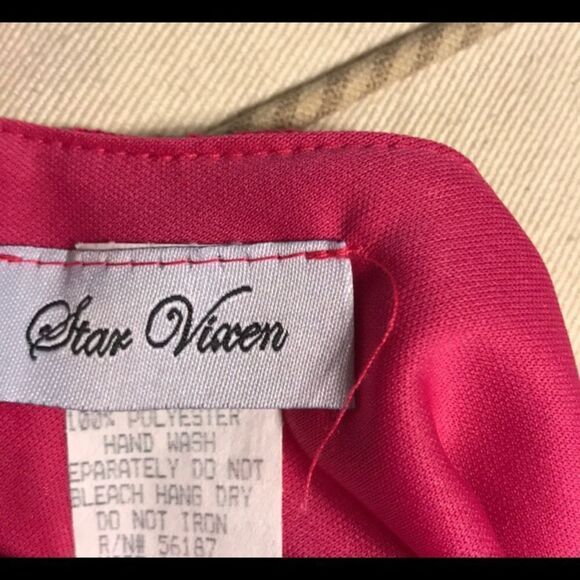 Star Vixen
100% POLYESTER
HAND WASH
EPARATELY DO NOT
BLEACH HANG DRY
DO NOT IRON
R/N# 56187